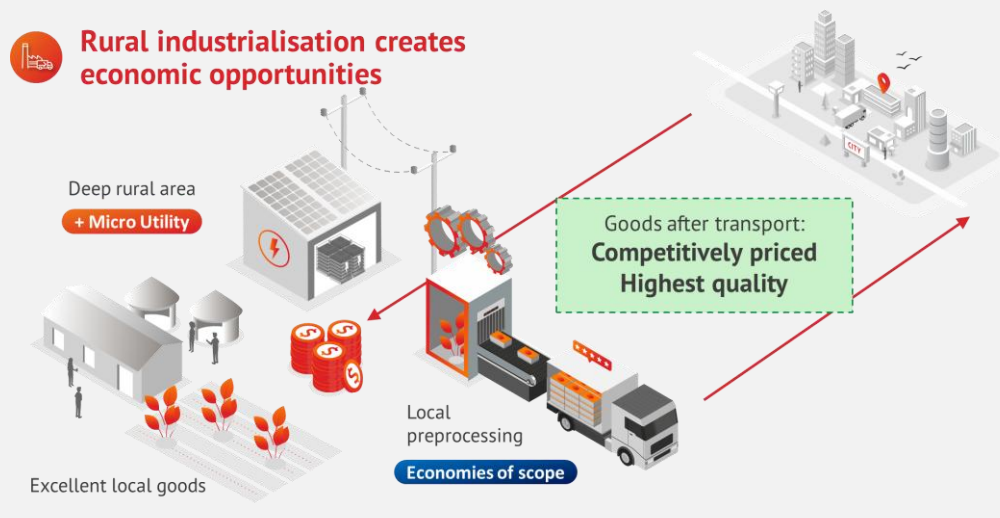 Rural industrialisation creates
economic opportunities
Deep rural area
+ Micro Utility
CITY
Goods after transport:
Competitively priced
Highest quality
Local
preprocessing
Economies of scope
Excellent local goods